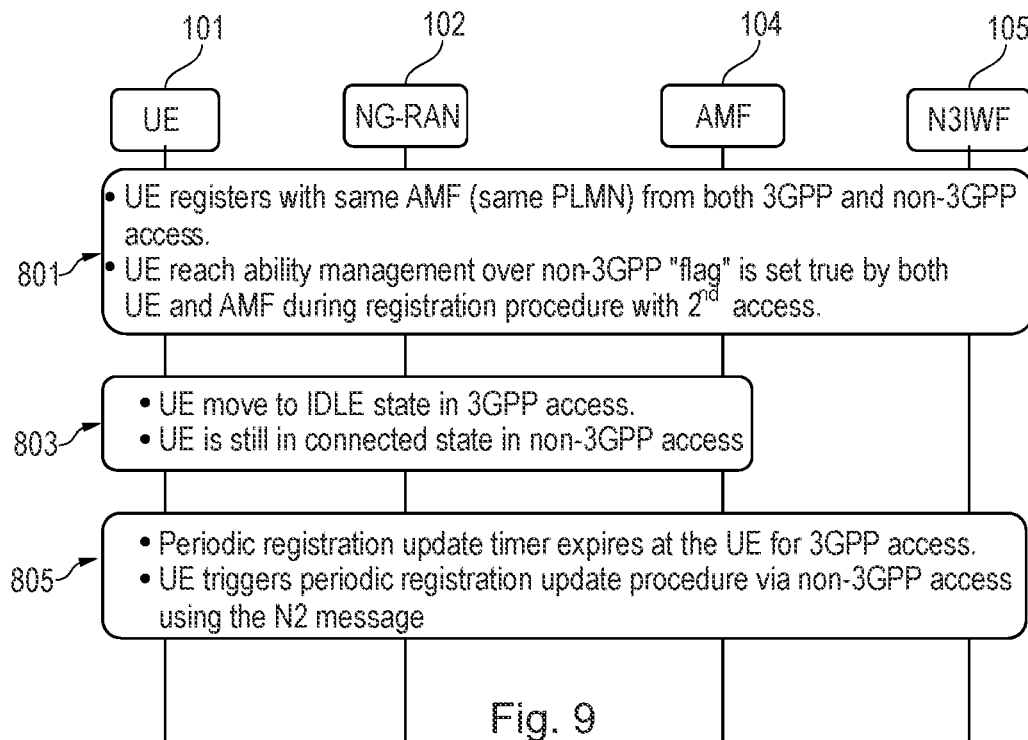 101
102
104
105
UE
NG-RAN
AMF
N3IWF
• UE registers with same AMF (same PLMN) from both 3GPP and non-3GPP
access.
801
• UE reach ability management over non-3GPP "flag" is set true by both
UE and AMF during registration procedure with 2nd access.
• UE move to IDLE state in 3GPP access.
803
• UE is still in connected state in non-3GPP access
805
• Periodic registration update timer expires at the UE for 3GPP access.
• UE triggers periodic registration update procedure via non-3GPP access
using the N2 message
Fig. 9